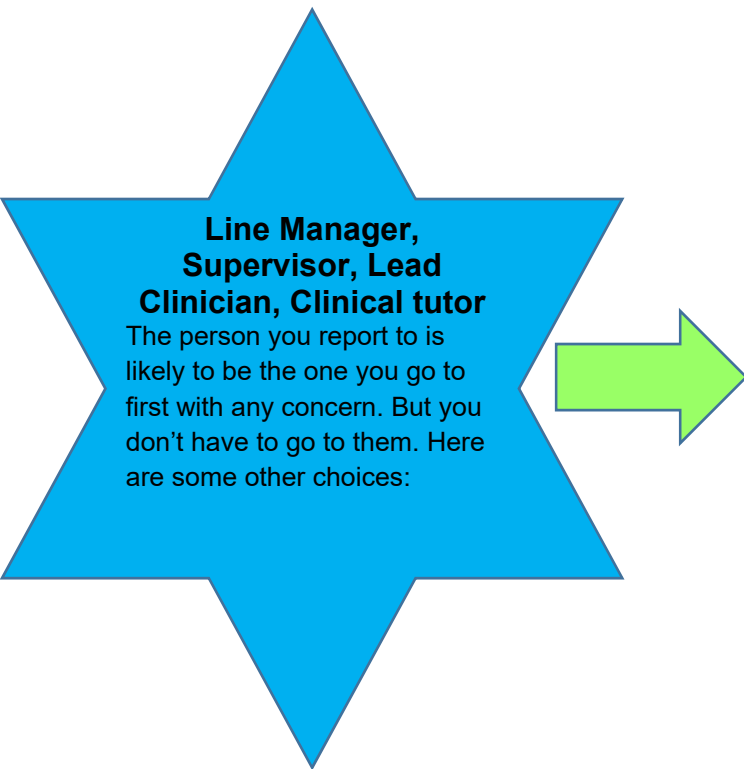 Line Manager,
Supervisor, Lead
Clinician, Clinical tutor
The person you report to is
likely to be the one you go to
first with any concern. But you
don’t have to go to them. Here
are some other choices: